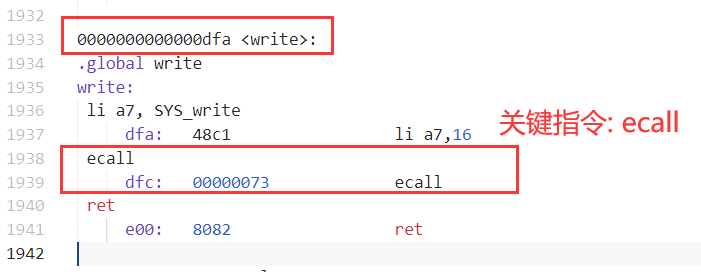 1932
1933 0000000000000dfa <write>:
1934 .global write
1935 write:
1936 li a7, SYS_write
1937 dfa: 48c1 li a7,16
关键指令: ecall
1938 ecall
1939 dfc: 00000073 ecall
1940 ret
1941 e00: 8082 ret
1942